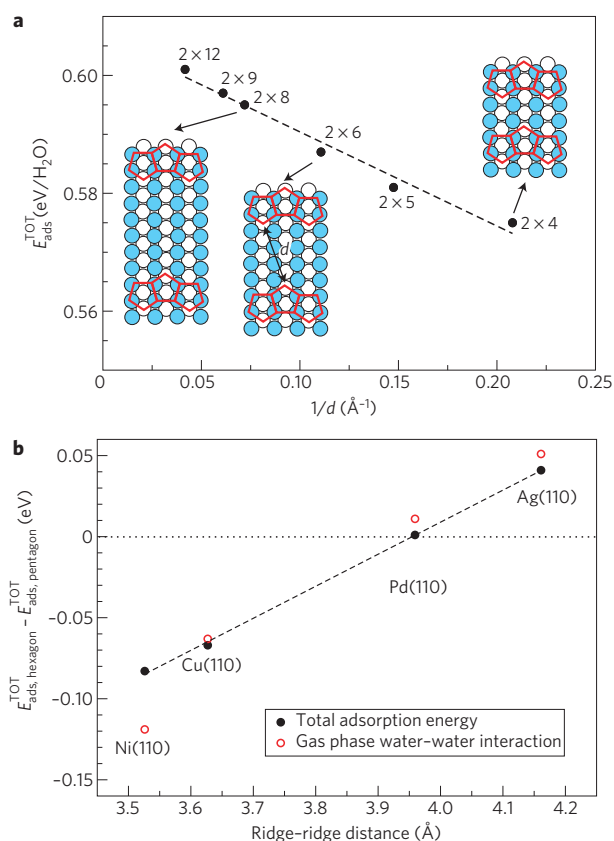 a
0.60
0.58
0.56
E_ads^TOT (eV/H2O)
2 × 12
2 × 9
2 × 8
2 × 6
2 × 5
2 × 4
d
0
0.05
0.10
0.15
0.20
0.25
1/d (Å⁻¹)
b
0.05
0
−0.05
−0.10
−0.15
E_ads, hexagon^TOT − E_ads, pentagon^TOT (eV)
Ag(110)
Pd(110)
Cu(110)
Ni(110)
Total adsorption energy
Gas phase water–water interaction
3.5
3.6
3.7
3.8
3.9
4.0
4.1
4.2
Ridge–ridge distance (Å)